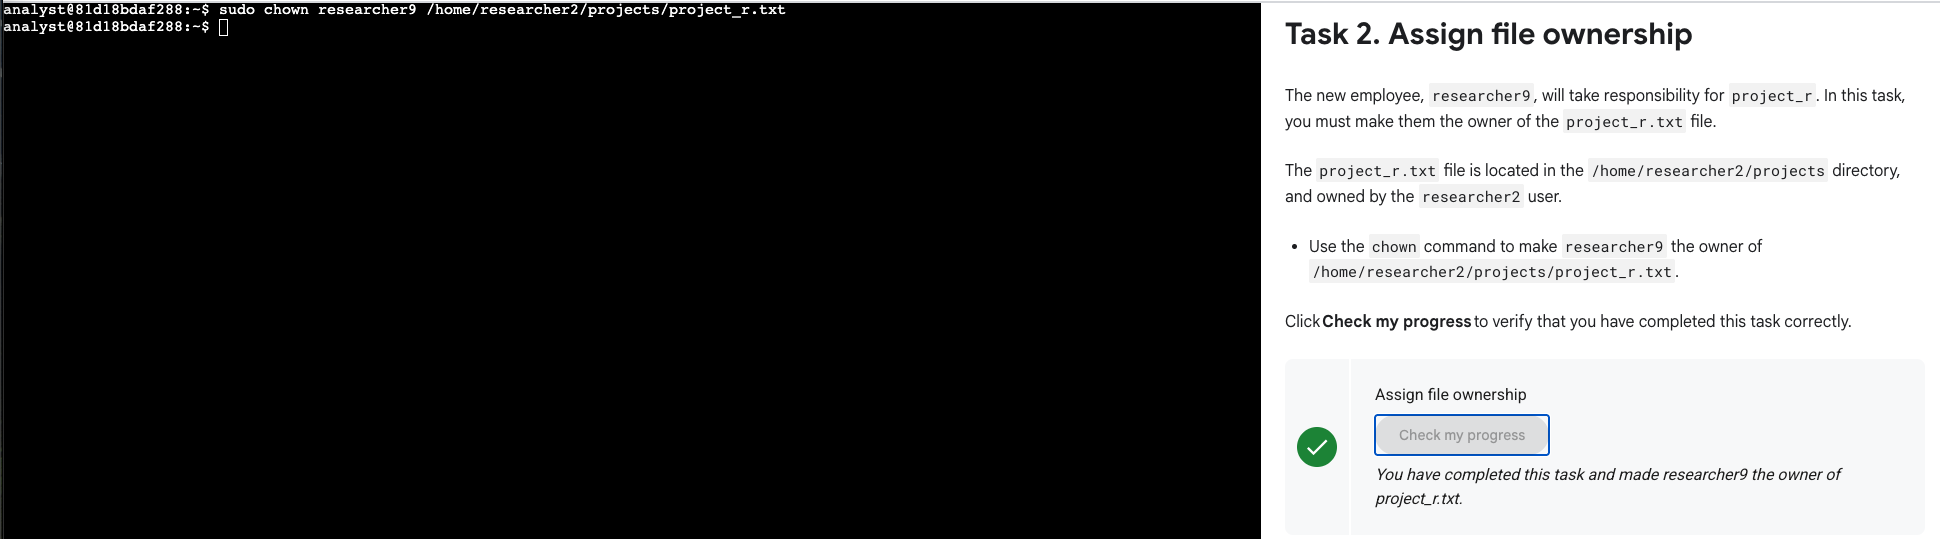 analyst@81d18bdaf288:~$ sudo chown researcher9 /home/researcher2/projects/project_r.txt
analyst@81d18bdaf288:~$
Task 2. Assign file ownership
The new employee, researcher9, will take responsibility for project_r. In this task,
you must make them the owner of the project_r.txt file.
The project_r.txt file is located in the /home/researcher2/projects directory,
and owned by the researcher2 user.
• Use the chown command to make researcher9 the owner of
/home/researcher2/projects/project_r.txt.
Click Check my progress to verify that you have completed this task correctly.
Assign file ownership
Check my progress
You have completed this task and made researcher9 the owner of
project_r.txt.